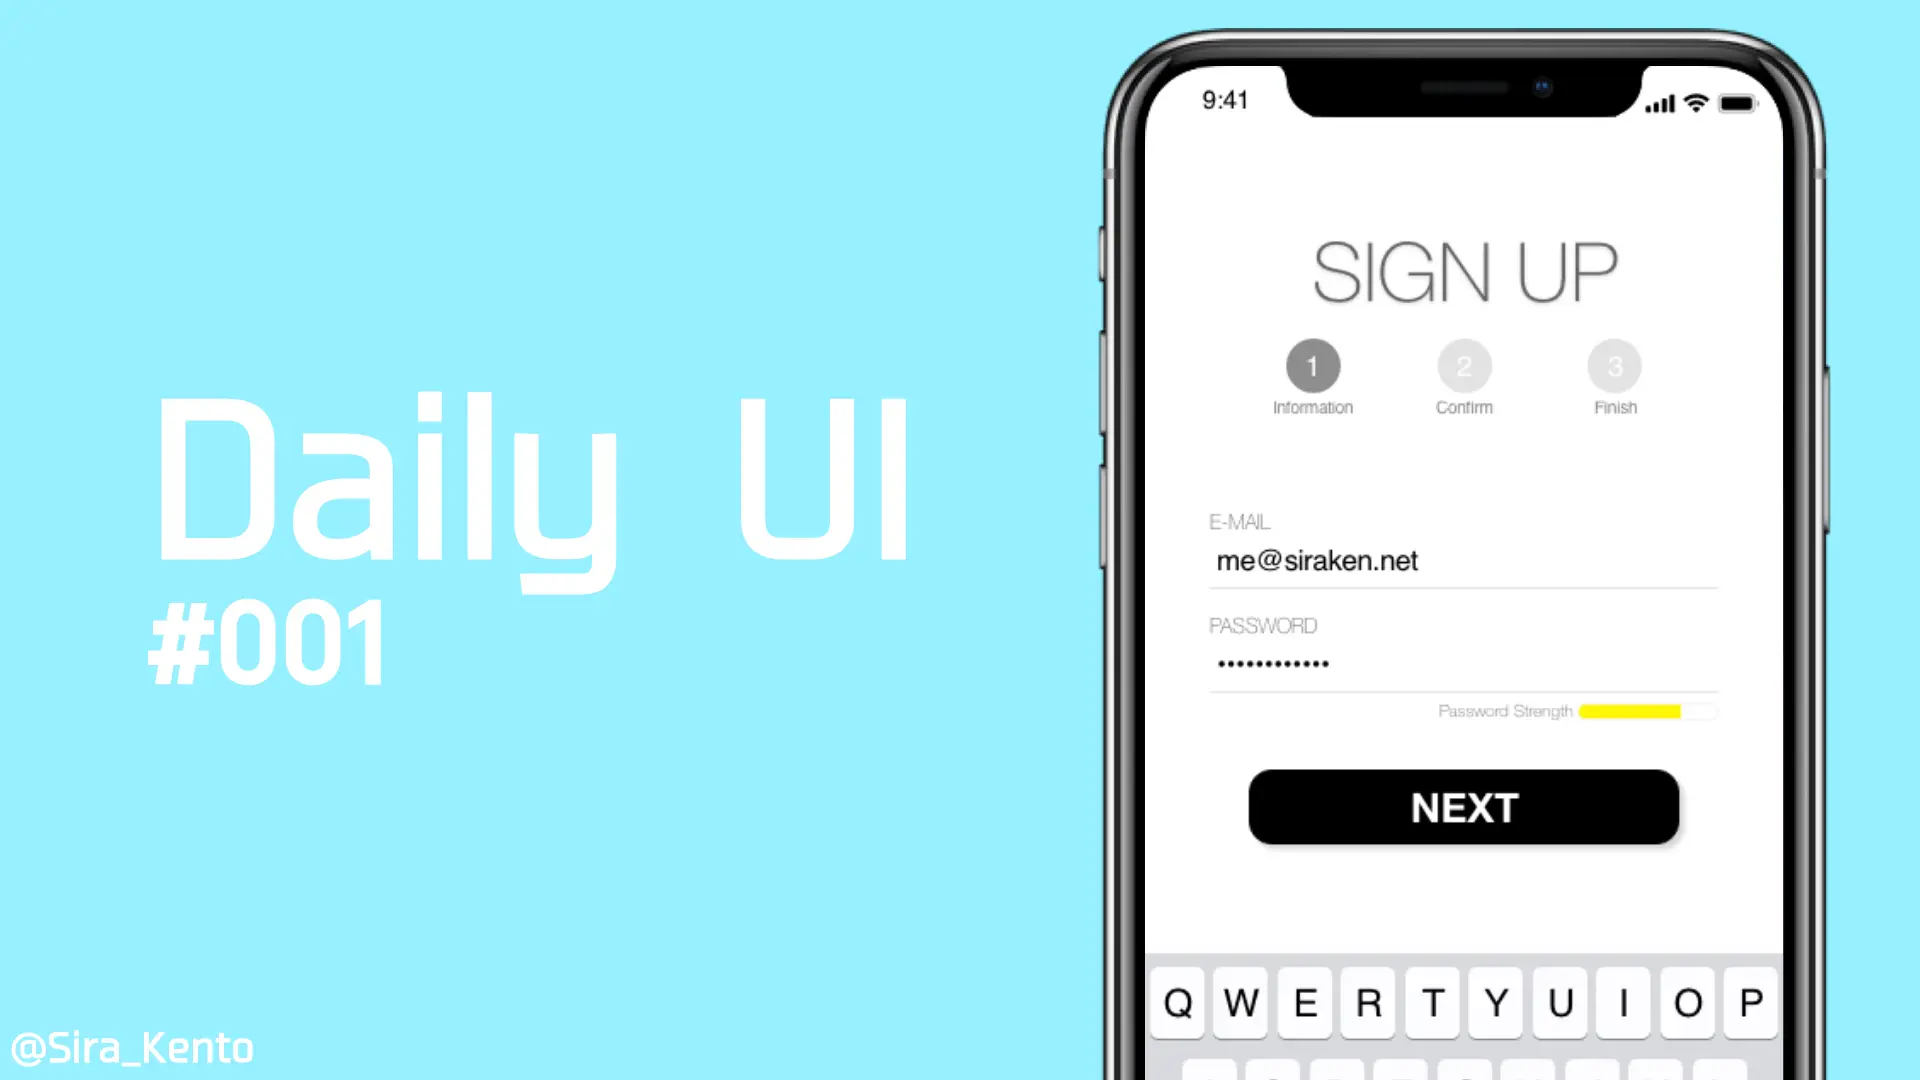 Daily UI
#001
@Sira_Kento
9:41
SIGN UP
1 2 3
Information Confirm Finish
E-MAIL
me@siraken.net
PASSWORD
••••••••••••
Password Strength
NEXT
Q W E R T Y U I O P